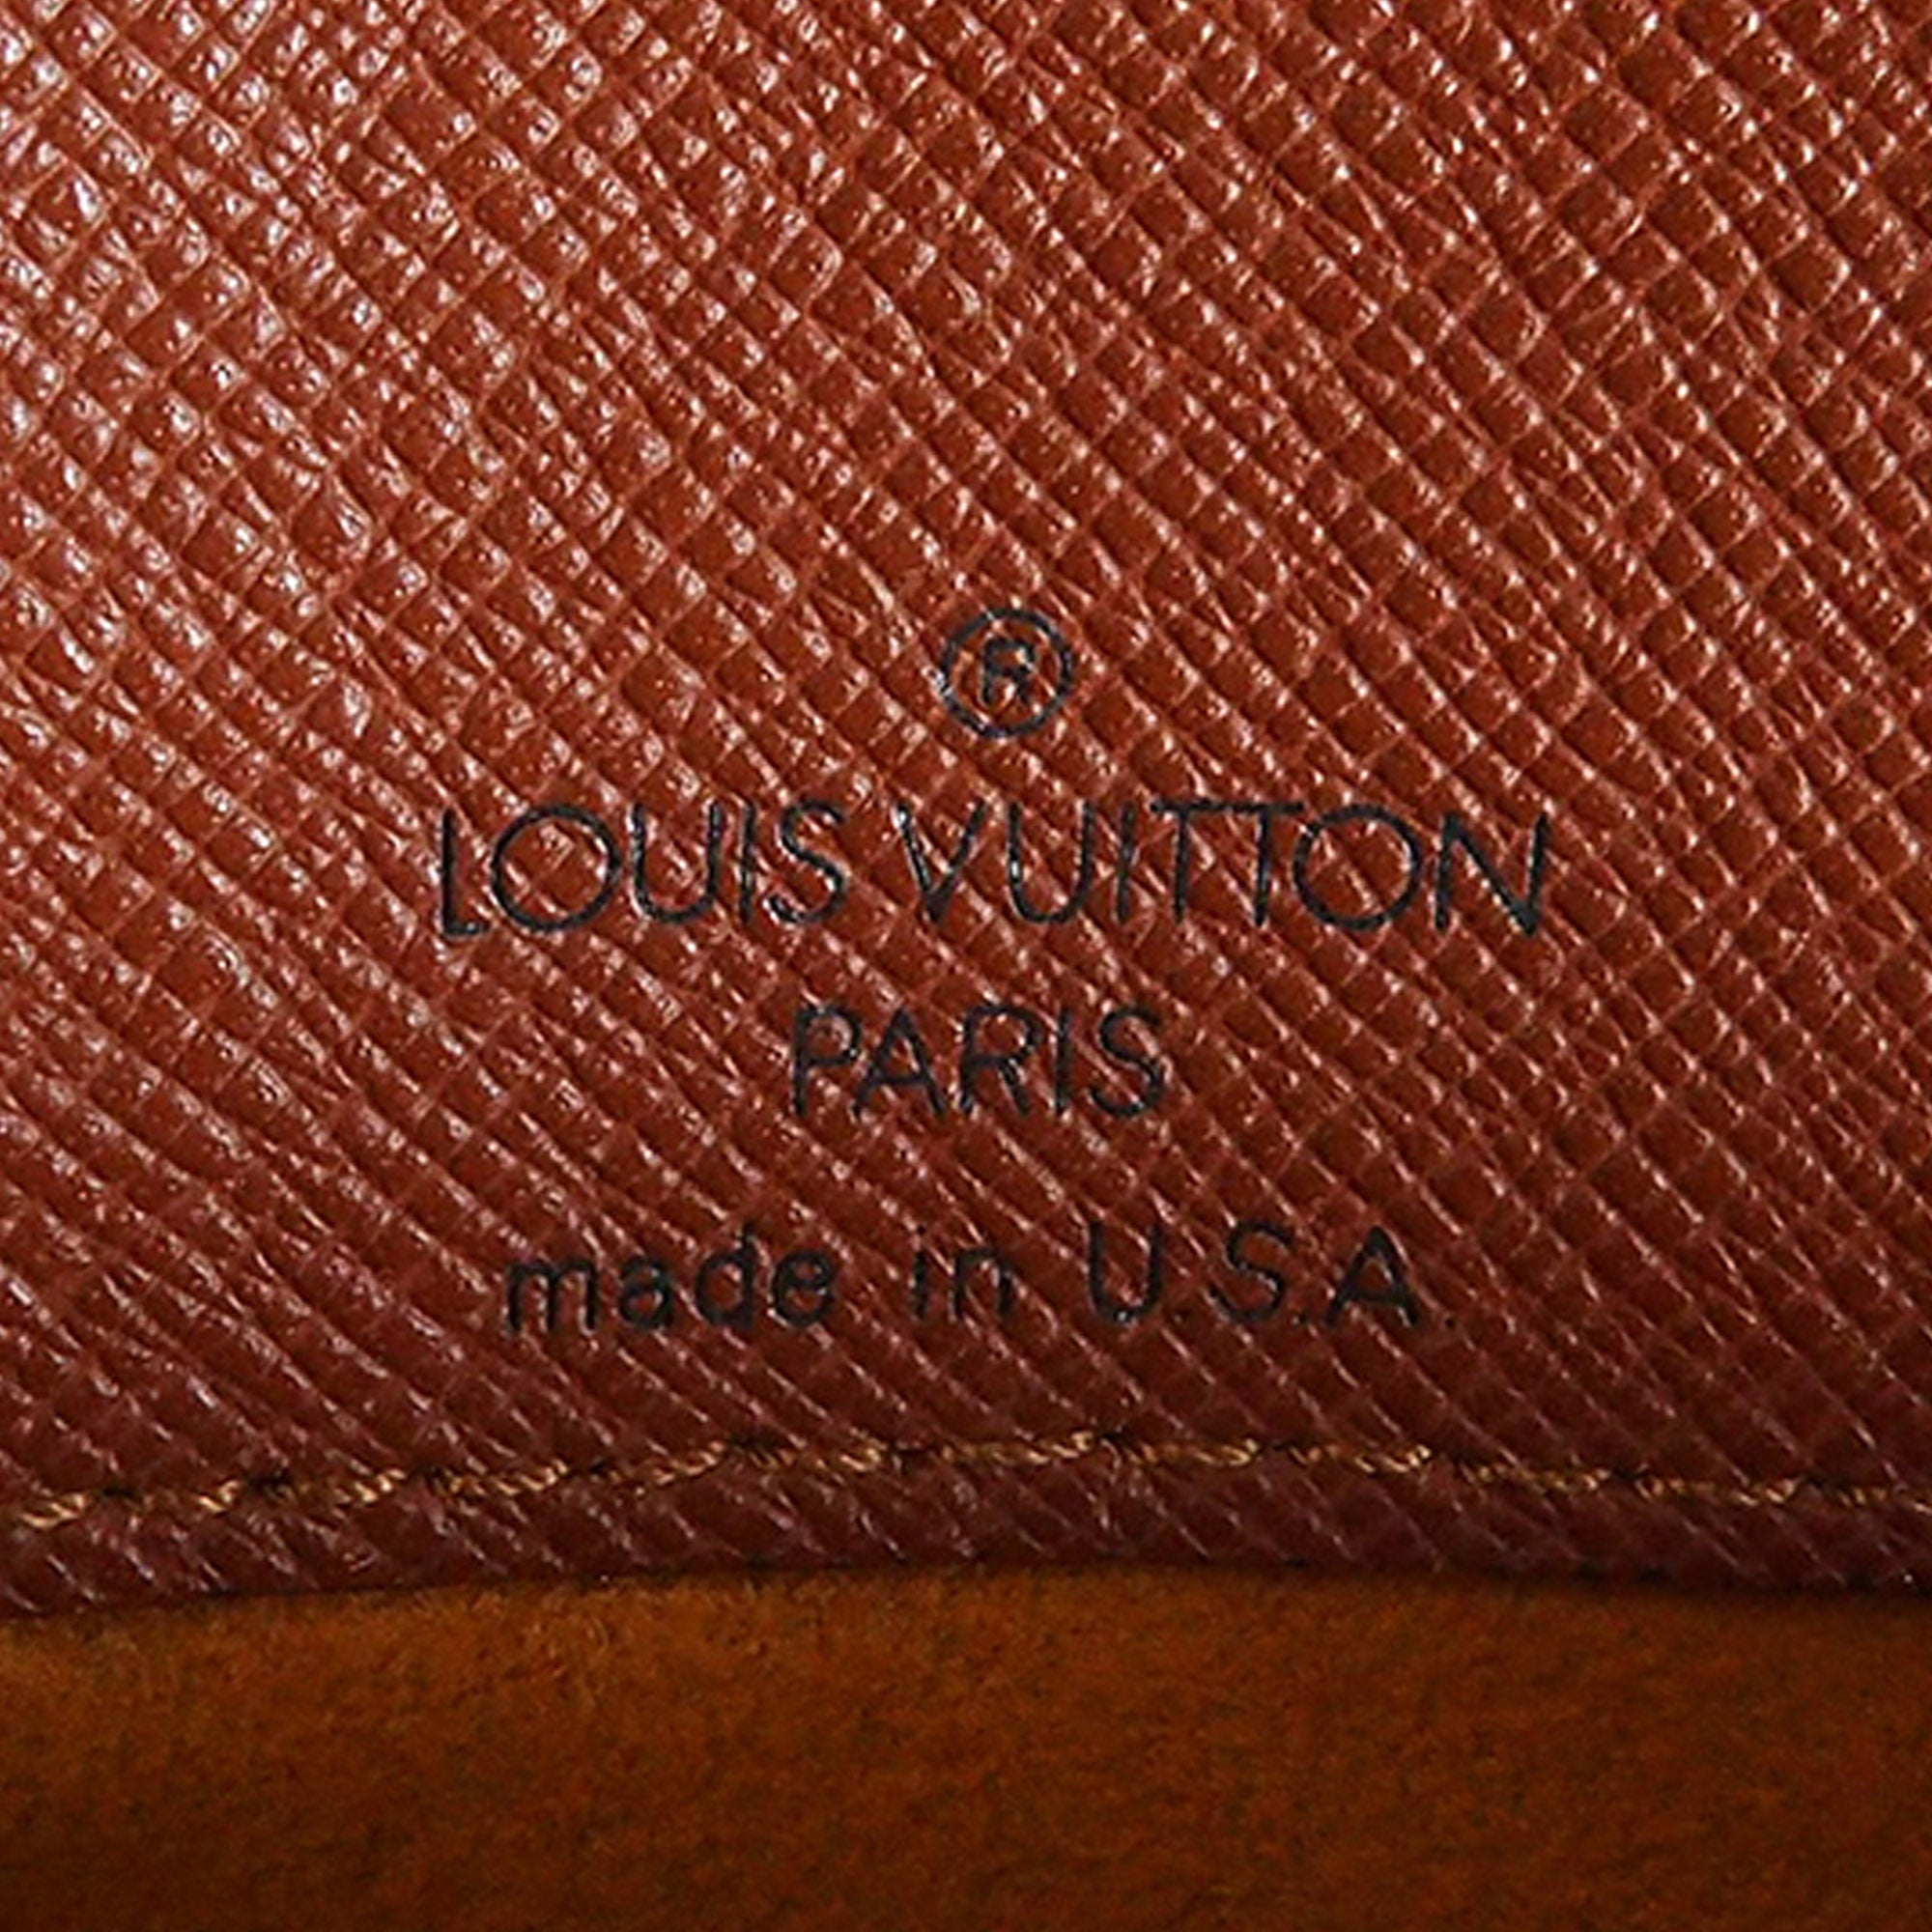 ®
LOUIS VUITTON
PARIS
made in U.S.A.